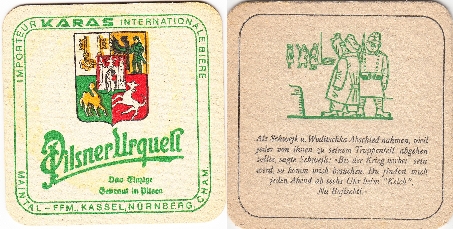 IMPORTEUR KARAS INTERNATIONALE BIERE
Pilsner Urquell
Das Einzige
Gebraut in Pilsen
MAINTAL - FFM., KASSEL, NÜRNBERG, CHAM.
Als Schwejk u. Woditschka Abschied nahmen, weil
jeder von ihnen zu seinem Truppenteil abgehen
sollte, sagte Schwejk: »Bis der Krieg vorbei sein
wird, so komm mich besuchen. Du findest mich
jeden Abend ab sechs Uhr beim "Kelch".
Na Bojischti.